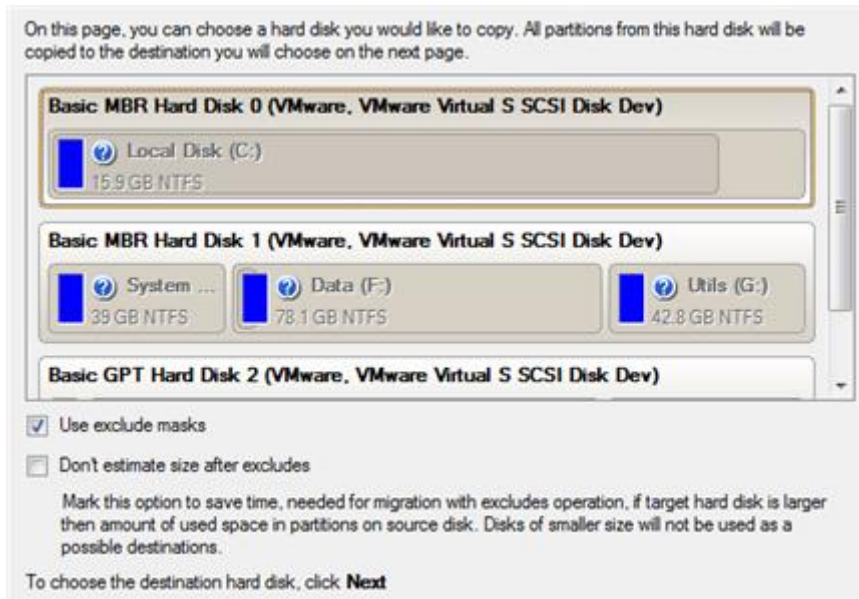 On this page, you can choose a hard disk you would like to copy. All partitions from this hard disk will be
copied to the destination you will choose on the next page.
Basic MBR Hard Disk 0 (VMware, VMware Virtual S SCSI Disk Dev)
Local Disk (C:)
15.9 GB NTFS
Basic MBR Hard Disk 1 (VMware, VMware Virtual S SCSI Disk Dev)
System ... Data (F:) Utils (G:)
39 GB NTFS 78.1 GB NTFS 42.8 GB NTFS
Basic GPT Hard Disk 2 (VMware, VMware Virtual S SCSI Disk Dev)
Use exclude masks
Don't estimate size after excludes
Mark this option to save time, needed for migration with excludes operation, if target hard disk is larger
then amount of used space in partitions on source disk. Disks of smaller size will not be used as a
possible destinations.
To choose the destination hard disk, click Next